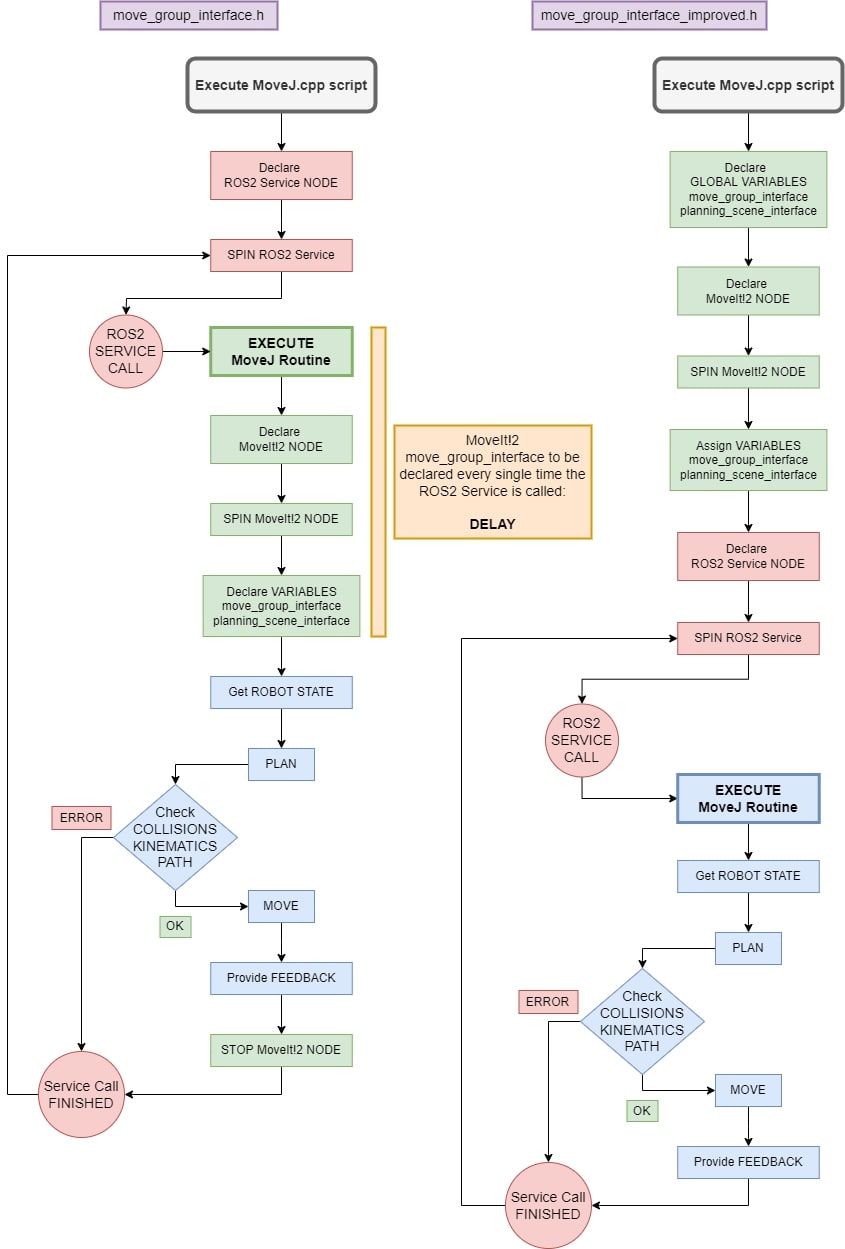 move_group_interface.h
Execute MoveJ.cpp script
Declare
ROS2 Service NODE
SPIN ROS2 Service
ROS2
SERVICE
CALL
EXECUTE
MoveJ Routine
Declare
MoveIt!2 NODE
SPIN MoveIt!2 NODE
Declare VARIABLES
move_group_interface
planning_scene_interface
MoveIt!2
move_group_interface to be
declared every single time the
ROS2 Service is called:
DELAY
Get ROBOT STATE
PLAN
ERROR
Check
COLLISIONS
KINEMATICS
PATH
OK
MOVE
Provide FEEDBACK
STOP MoveIt!2 NODE
Service Call
FINISHED
move_group_interface_improved.h
Execute MoveJ.cpp script
Declare
GLOBAL VARIABLES
move_group_interface
planning_scene_interface
Declare
MoveIt!2 NODE
SPIN MoveIt!2 NODE
Assign VARIABLES
move_group_interface
planning_scene_interface
Declare
ROS2 Service NODE
SPIN ROS2 Service
ROS2
SERVICE
CALL
EXECUTE
MoveJ Routine
Get ROBOT STATE
PLAN
ERROR
Check
COLLISIONS
KINEMATICS
PATH
OK
MOVE
Provide FEEDBACK
Service Call
FINISHED